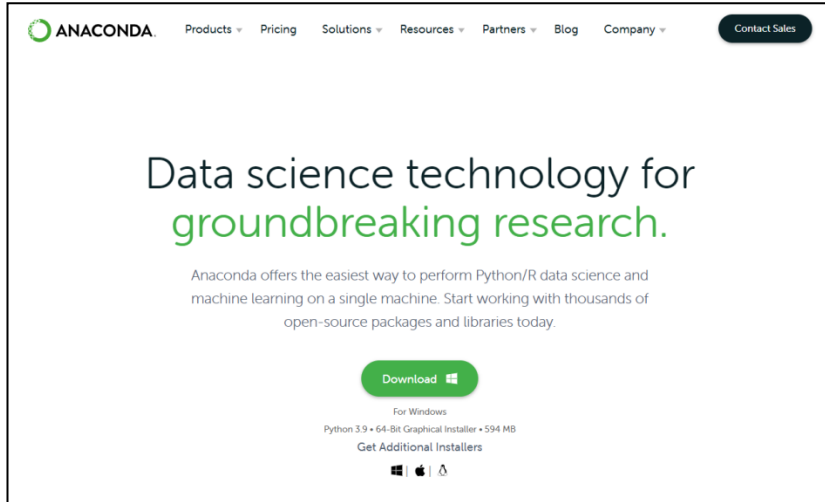 ANACONDA. Products Pricing Solutions Resources Partners Blog Company Contact Sales
Data science technology for
groundbreaking research.
Anaconda offers the easiest way to perform Python/R data science and
machine learning on a single machine. Start working with thousands of
open-source packages and libraries today.
Download
For Windows
Python 3.9 • 64-Bit Graphical Installer • 594 MB
Get Additional Installers
| |